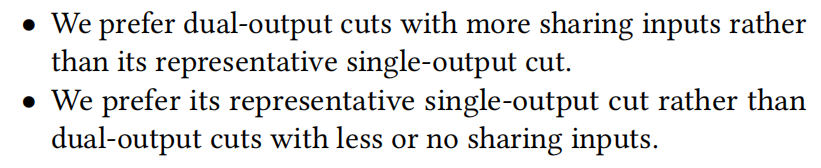 • We prefer dual-output cuts with more sharing inputs rather
than its representative single-output cut.
• We prefer its representative single-output cut rather than
dual-output cuts with less or no sharing inputs.